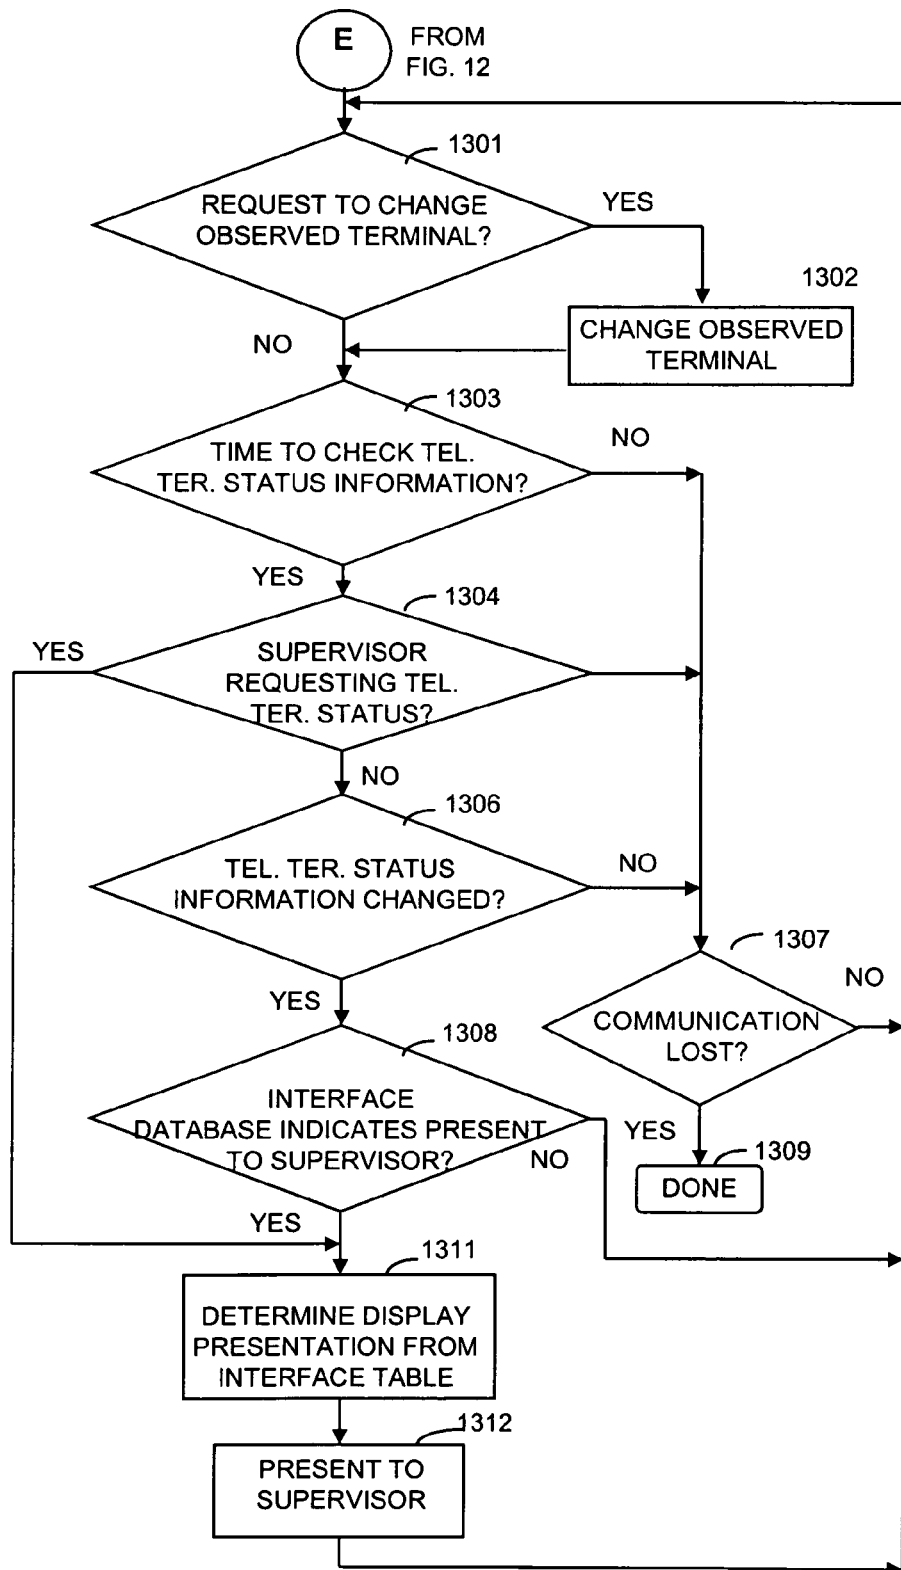 E
FROM
FIG. 12
1301
REQUEST TO CHANGE
OBSERVED TERMINAL?
YES
1302
CHANGE OBSERVED
TERMINAL
NO
1303
TIME TO CHECK TEL.
TER. STATUS INFORMATION?
NO
YES
1304
YES
SUPERVISOR
REQUESTING TEL.
TER. STATUS?
NO
1306
TEL. TER. STATUS
INFORMATION CHANGED?
NO
1307
NO
COMMUNICATION
LOST?
YES
1308
INTERFACE
DATABASE INDICATES PRESENT
TO SUPERVISOR?
NO
YES
1309
DONE
YES
1311
DETERMINE DISPLAY
PRESENTATION FROM
INTERFACE TABLE
1312
PRESENT TO
SUPERVISOR